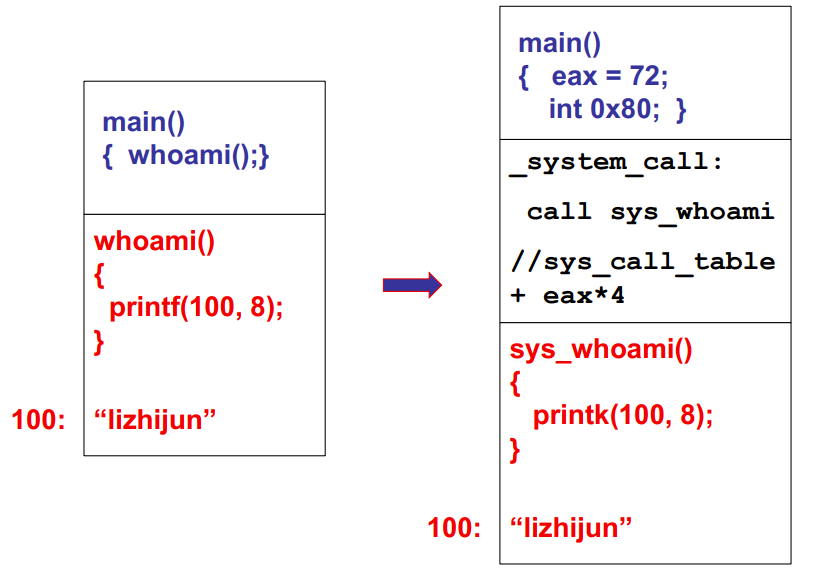 main()
{ whoami();}
whoami()
{
printf(100, 8);
}
100: “lizhijun”
main()
{ eax = 72;
int 0x80; }
_system_call:
call sys_whoami
//sys_call_table
+ eax*4
sys_whoami()
{
printk(100, 8);
}
100: “lizhijun”